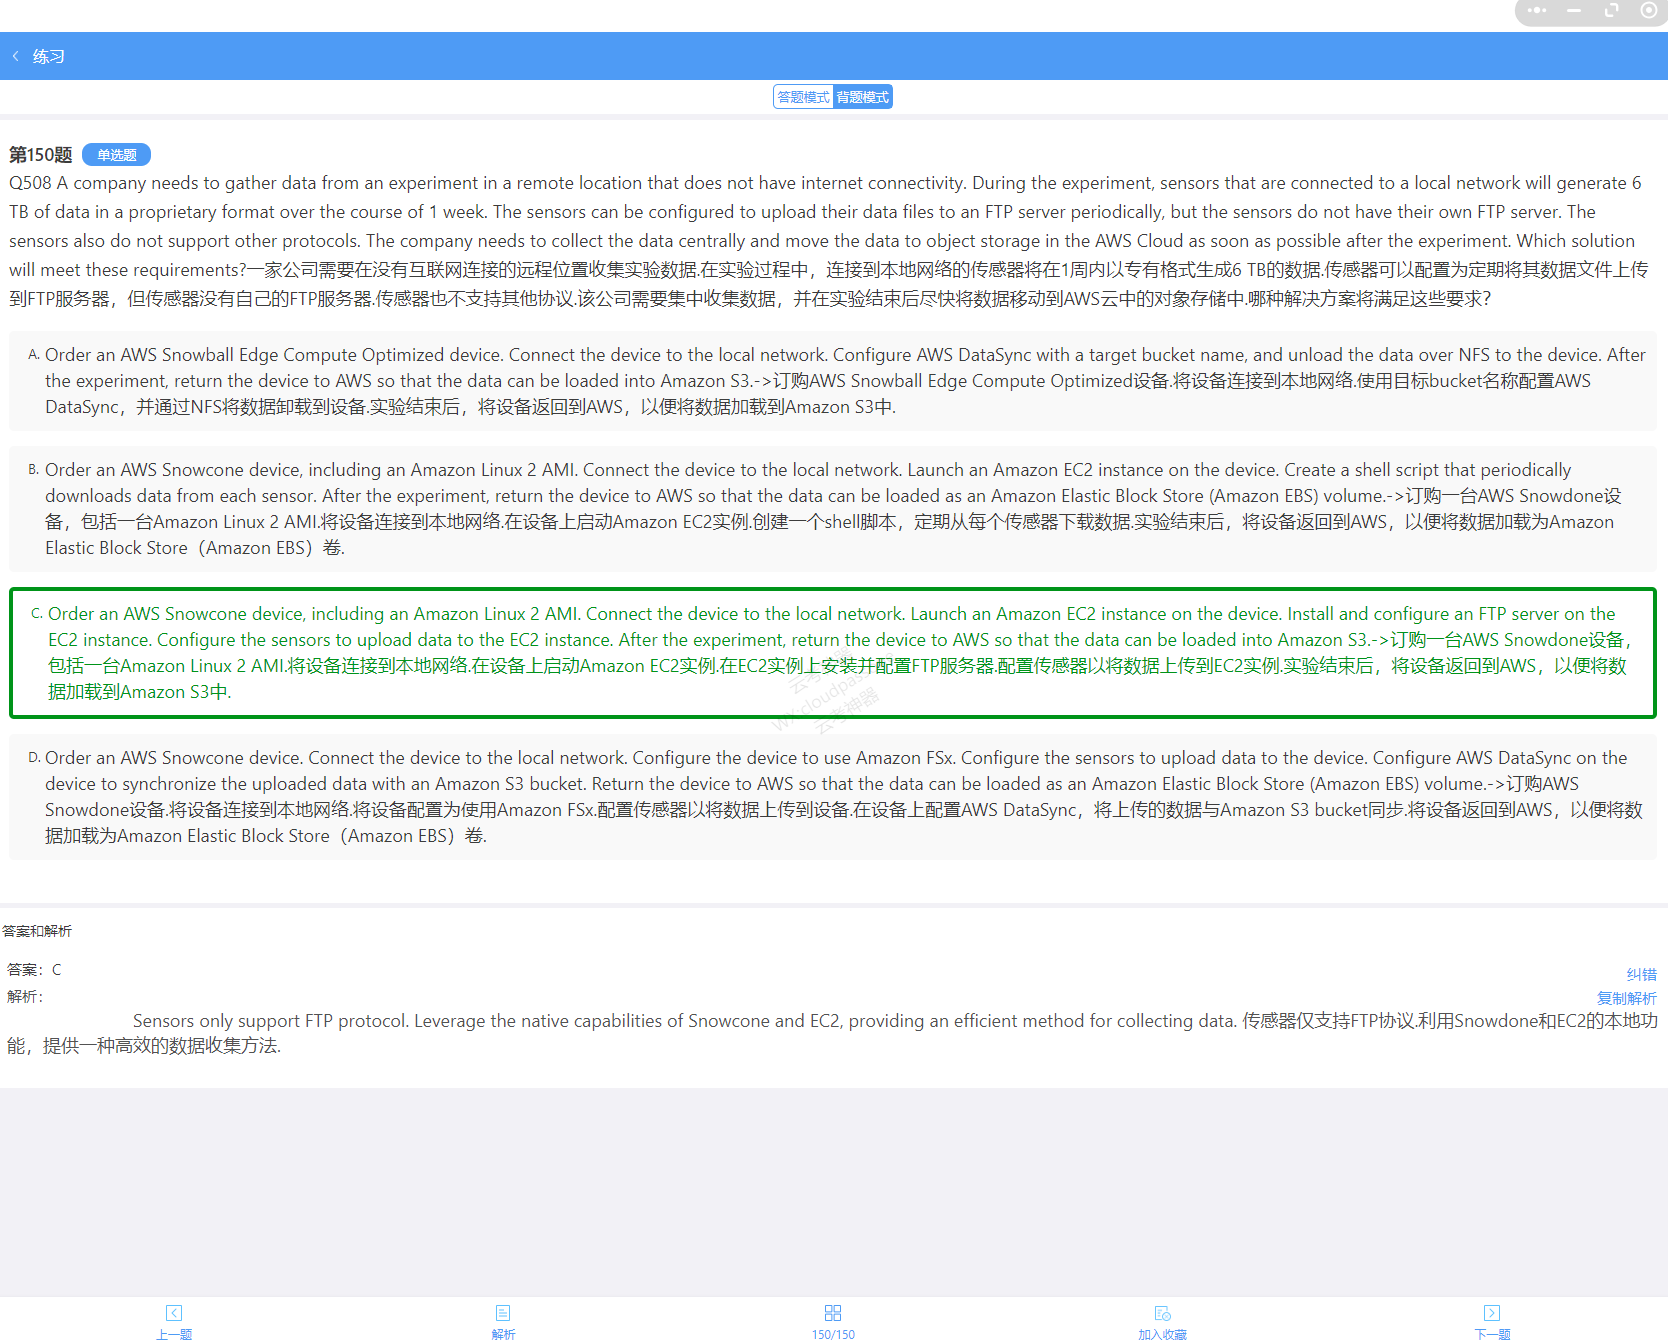 练习
答题模式 背题模式
第150题 单选题
Q508 A company needs to gather data from an experiment in a remote location that does not have internet connectivity. During the experiment, sensors that are connected to a local network will generate 6
TB of data in a proprietary format over the course of 1 week. The sensors can be configured to upload their data files to an FTP server periodically, but the sensors do not have their own FTP server. The
sensors also do not support other protocols. The company needs to collect the data centrally and move the data to object storage in the AWS Cloud as soon as possible after the experiment. Which solution
will meet these requirements?一家公司需要在没有互联网连接的远程位置收集实验数据.在实验过程中，连接到本地网络的传感器将在1周内以专有格式生成6 TB的数据.传感器可以配置为定期将其数据文件上传
到FTP服务器，但传感器没有自己的FTP服务器.传感器也不支持其他协议.该公司需要集中收集数据，并在实验结束后尽快将数据移动到AWS云中的对象存储中.哪种解决方案将满足这些要求?
A. Order an AWS Snowball Edge Compute Optimized device. Connect the device to the local network. Configure AWS DataSync with a target bucket name, and unload the data over NFS to the device. After
the experiment, return the device to AWS so that the data can be loaded into Amazon S3.->订购AWS Snowball Edge Compute Optimized设备.将设备连接到本地网络.使用目标bucket名称配置AWS
DataSync，并通过NFS将数据卸载到设备.实验结束后，将设备返回到AWS，以便将数据加载到Amazon S3中.
B. Order an AWS Snowcone device, including an Amazon Linux 2 AMI. Connect the device to the local network. Launch an Amazon EC2 instance on the device. Create a shell script that periodically
downloads data from each sensor. After the experiment, return the device to AWS so that the data can be loaded as an Amazon Elastic Block Store (Amazon EBS) volume.->订购一台AWS Snowdone设
备，包括一台Amazon Linux 2 AMI.将设备连接到本地网络.在设备上启动Amazon EC2实例.创建一个shell脚本，定期从每个传感器下载数据.实验结束后，将设备返回到AWS，以便将数据加载为Amazon
Elastic Block Store（Amazon EBS）卷.
C. Order an AWS Snowcone device, including an Amazon Linux 2 AMI. Connect the device to the local network. Launch an Amazon EC2 instance on the device. Install and configure an FTP server on the
EC2 instance. Configure the sensors to upload data to the EC2 instance. After the experiment, return the device to AWS so that the data can be loaded into Amazon S3.->订购一台AWS Snowdone设备，
包括一台Amazon Linux 2 AMI.将设备连接到本地网络.在设备上启动Amazon EC2实例.在EC2实例上安装并配置FTP服务器.配置传感器以将数据上传到EC2实例.实验结束后，将设备返回到AWS，以便将数
据加载到Amazon S3中.
云考神器
D. Order an AWS Snowcone device. Connect the device to the local network. Configure the device to use Amazon FSx. Configure the sensors to upload data to the device. Configure AWS DataSync on the
device to synchronize the uploaded data with an Amazon S3 bucket. Return the device to AWS so that the data can be loaded as an Amazon Elastic Block Store (Amazon EBS) volume.->订购AWS
Snowdone设备.将设备连接到本地网络.将设备配置为使用Amazon FSx.配置传感器以将数据上传到设备.在设备上配置AWS DataSync，将上传的数据与Amazon S3 bucket同步.将设备返回到AWS，以便将数
据加载为Amazon Elastic Block Store（Amazon EBS）卷.
答案和解析
答案：C
纠错
解析：
复制解析
Sensors only support FTP protocol. Leverage the native capabilities of Snowcone and EC2, providing an efficient method for collecting data. 传感器仅支持FTP协议.利用Snowdone和EC2的本地功
能，提供一种高效的数据收集方法.
上一题 解析 150/150 加入收藏 下一题